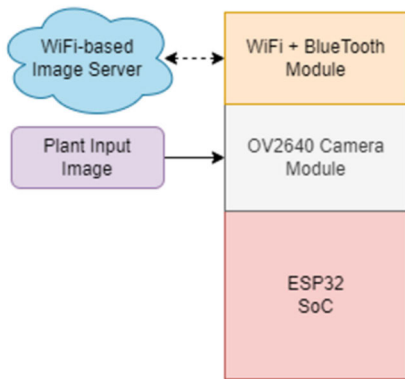 WiFi-based
Image Server
WiFi + BlueTooth
Module
Plant Input
Image
OV2640 Camera
Module
ESP32
SoC